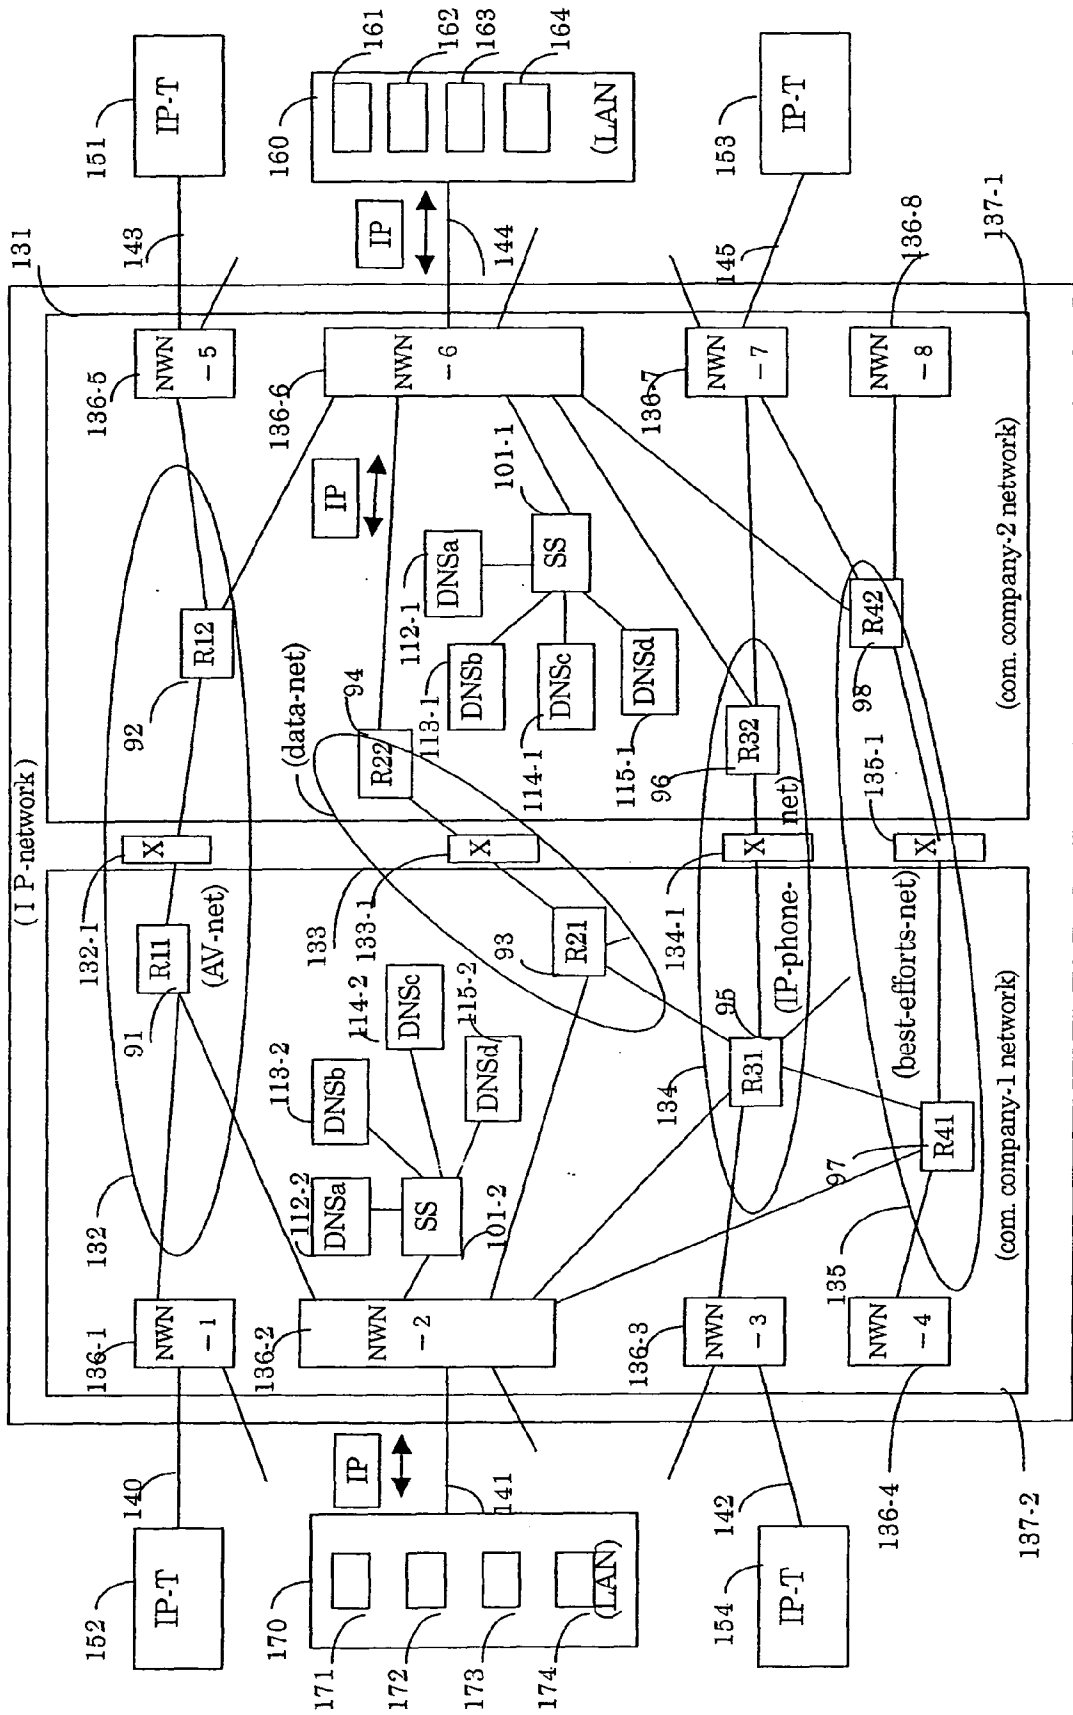 (IP-network)
131
151
IP-T
143
136-5
NWN
-5
161
162
163
164
160
(LAN)
IP
144
136-6
NWN
-6
IP
153
IP-T
145
136-7
NWN
-7
136-8
NWN
-8
137-1
(com. company-2 network)
92
R12
(data-net)
94
R22
101-1
SS
112-1
DNSa
113-1
DNSb
114-1
DNSc
115-1
DNSd
96
R32
98
R42
135-1
X
132-1
X
133
133-1
X
134-1
X
(IP-phone-
net)
91
R11
(AV-net)
93
R21
95
R31
134
(best-efforts-net)
97
R41
135
132
112-2
DNSa
113-2
DNSb
114-2
DNSc
115-2
DNSd
SS
101-2
(com. company-1 network)
136-1
NWN
-1
136-2
NWN
-2
136-3
NWN
-3
NWN
-4
136-4
137-2
152
IP-T
140
170
171
172
173
174
(LAN)
IP
141
154
IP-T
142